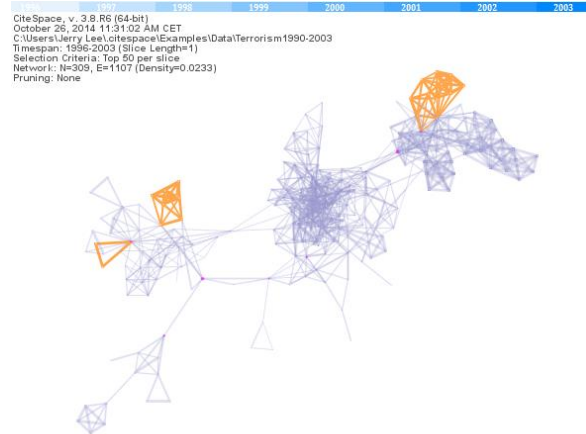 1996 1997 1998 1999 2000 2001 2002 2003
CiteSpace, v. 3.8.R6 (64-bit)
October 26, 2014 11:31:02 AM CET
C:\Users\Jerry Lee\.citespace\Examples\Data\Terrorism1990-2003
Timespan: 1996-2003 (Slice Length=1)
Selection Criteria: Top 50 per slice
Network: N=309, E=1107 (Density=0.0233)
Pruning: None